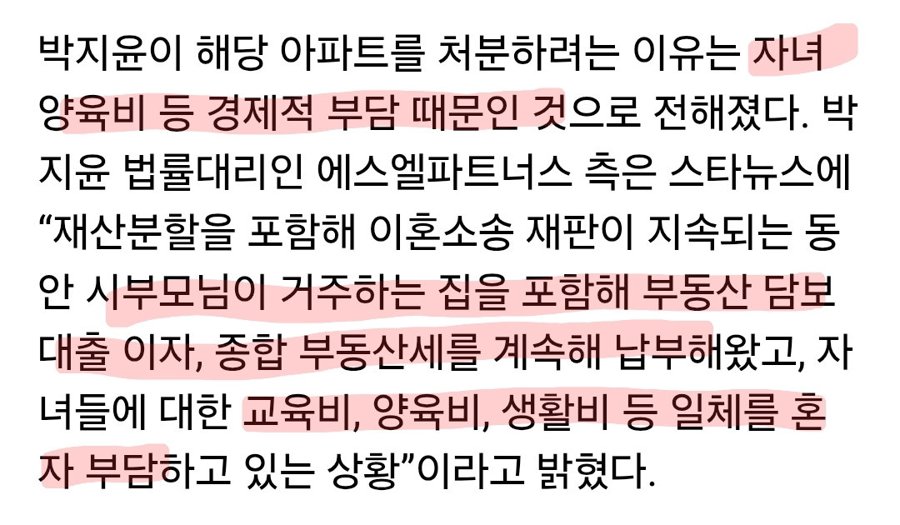 박지윤이 해당 아파트를 처분하려는 이유는 자녀
양육비 등 경제적 부담 때문인 것으로 전해졌다. 박
지윤 법률대리인 에스엘파트너스 측은 스타뉴스에
“재산분할을 포함해 이혼소송 재판이 지속되는 동
안 시부모님이 거주하는 집을 포함해 부동산 담보
대출 이자, 종합 부동산세를 계속해 납부해왔고, 자
녀들에 대한 교육비, 양육비, 생활비 등 일체를 혼
자 부담하고 있는 상황”이라고 밝혔다.